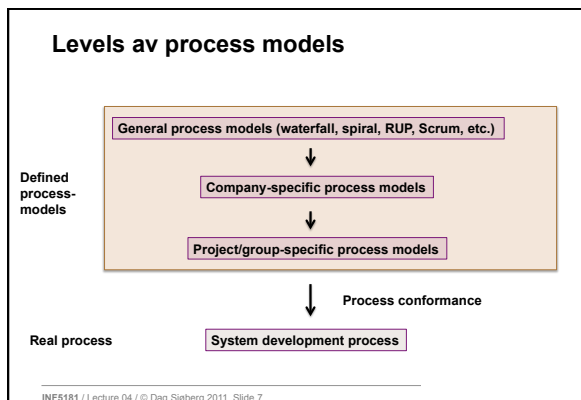 Levels av process models
General process models (waterfall, spiral, RUP, Scrum, etc.)
Defined
process-
models
Company-specific process models
Project/group-specific process models
Process conformance
Real process
System development process
INF5181 / Lecture 04 / © Dag Sjøberg 2011 Slide 7